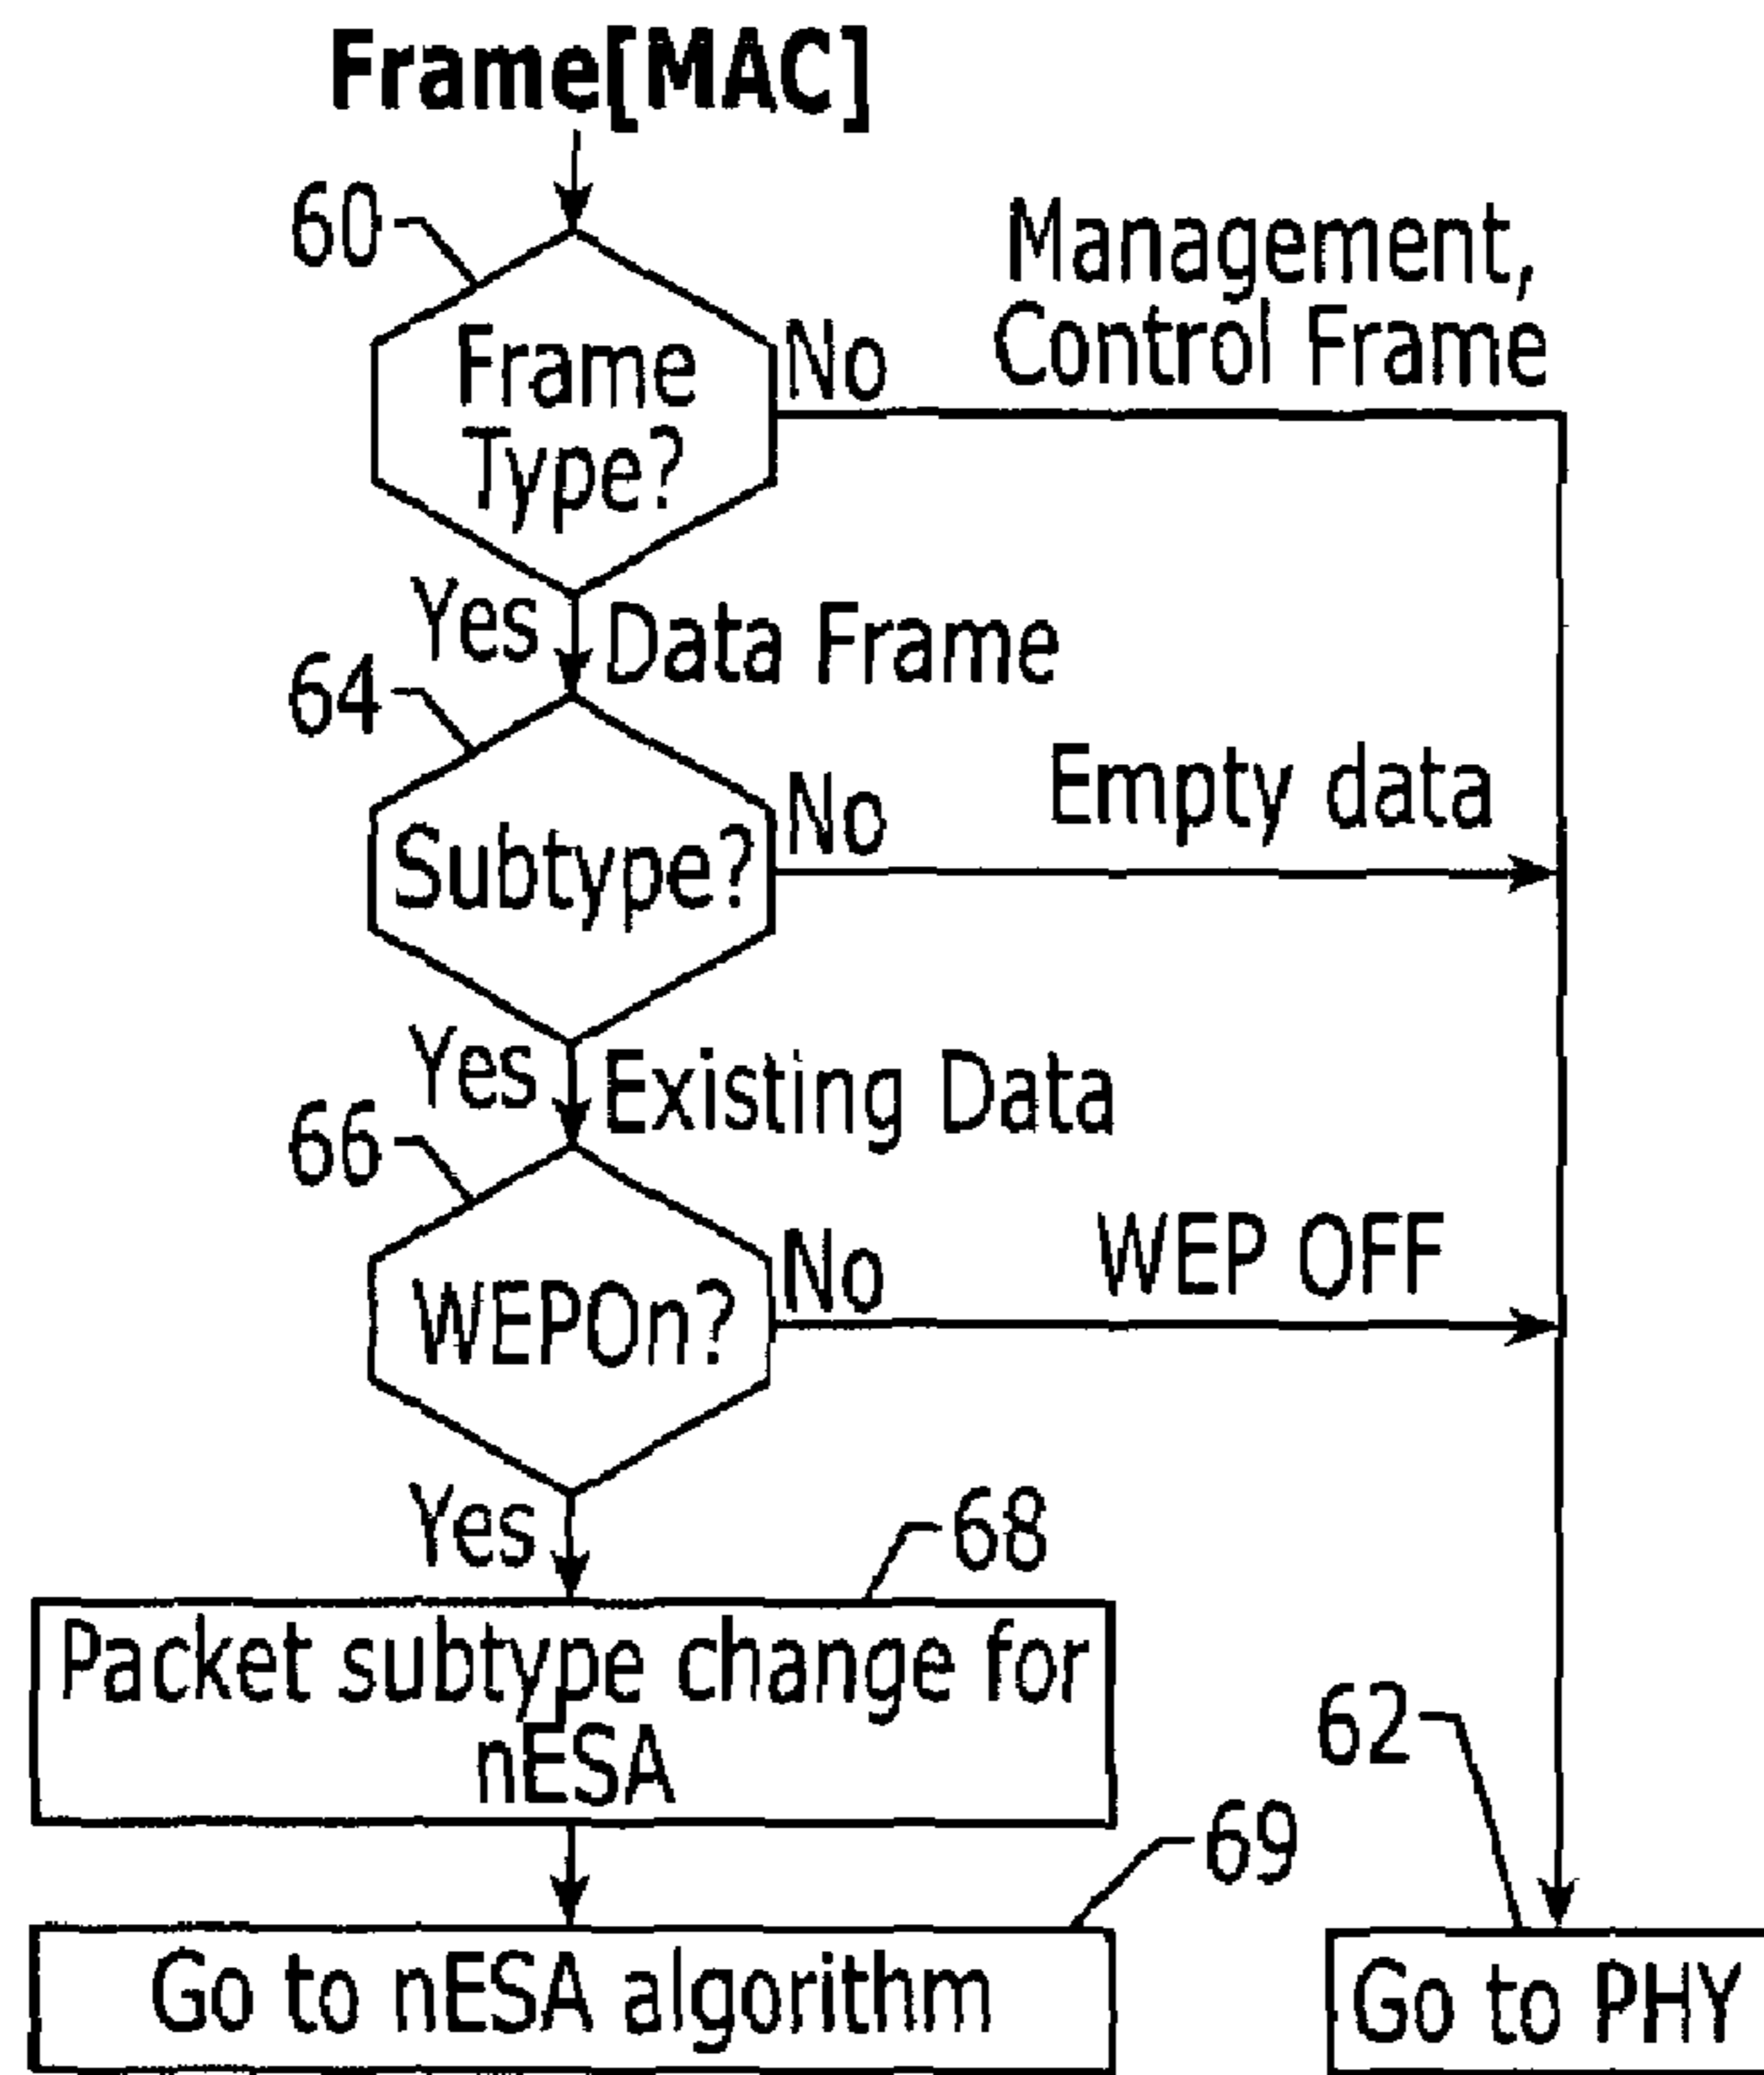 Frame[MAC]
60
Management,
Control Frame
No
Frame
Type?
Yes
Data Frame
64
Empty data
No
Subtype?
Yes
Existing Data
66
WEP OFF
No
WEPOn?
Yes
68
Packet subtype change for
nESA
62
69
Go to nESA algorithm
Go to PHY